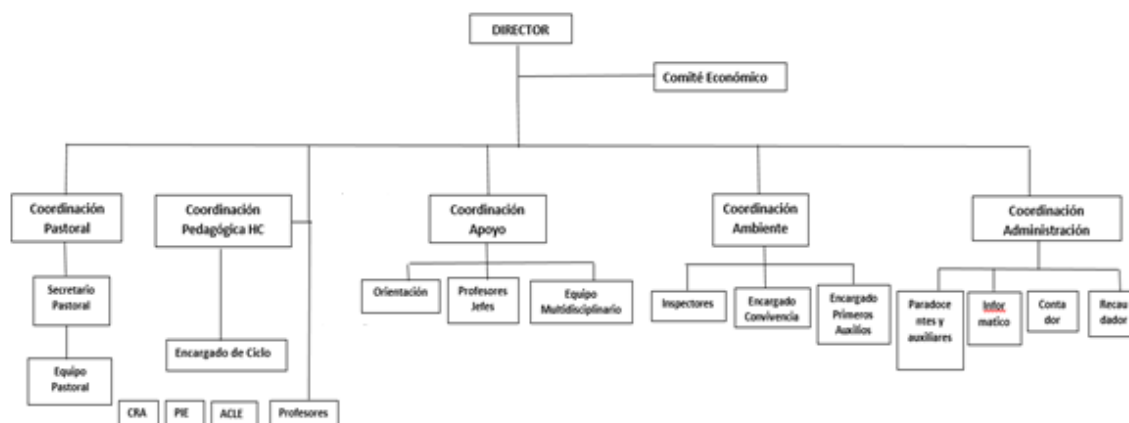 DIRECTOR
Comité Económico
Coordinación
Pastoral
Coordinación
Pedagógica HC
Coordinación
Apoyo
Coordinación
Ambiente
Coordinación
Administración
Secretario
Pastoral
Equipo
Pastoral
Encargado de Ciclo
CRA
PIE
ACLE
Profesores
Orientación
Profesores
Jefes
Equipo
Multidisciplinario
Inspectores
Encargado
Convivencia
Encargado
Primeros
Auxilios
Paradoce
ntes y
auxiliares
Infor
matico
Conta
dor
Recau
dador